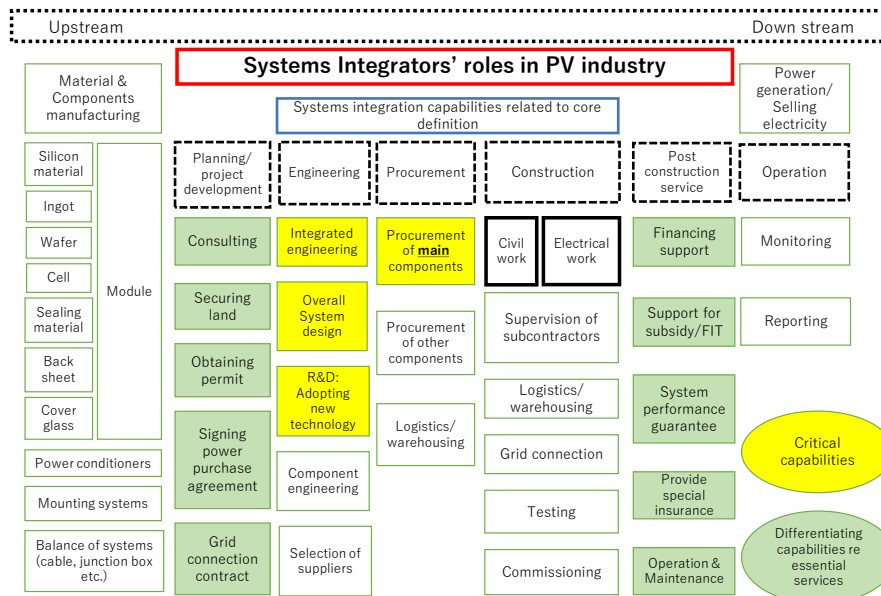 Upstream
Down stream
Systems Integrators' roles in PV industry
Material &
Components
manufacturing
Systems integration capabilities related to core
definition
Power
generation/
Selling
electricity
Silicon
material
Ingot
Wafer
Cell
Sealing
material
Back
sheet
Cover
glass
Module
Power conditioners
Mounting systems
Balance of systems
(cable, junction box
etc.)
Planning/
project
development
Consulting
Securing
land
Obtaining
permit
Signing
power
purchase
agreement
Grid
connection
contract
Engineering
Integrated
engineering
Overall
System
design
R&D:
Adopting
new
technology
Component
engineering
Selection of
suppliers
Procurement
Procurement
of main
components
Procurement
of other
components
Logistics/
warehousing
Construction
Civil
work
Electrical
work
Supervision of
subcontractors
Logistics/
warehousing
Grid connection
Testing
Commissioning
Post
construction
service
Financing
support
Support for
subsidy/FIT
System
performance
guarantee
Provide
special
insurance
Operation &
Maintenance
Operation
Monitoring
Reporting
Critical
capabilities
Differentiating
capabilities re
essential
services